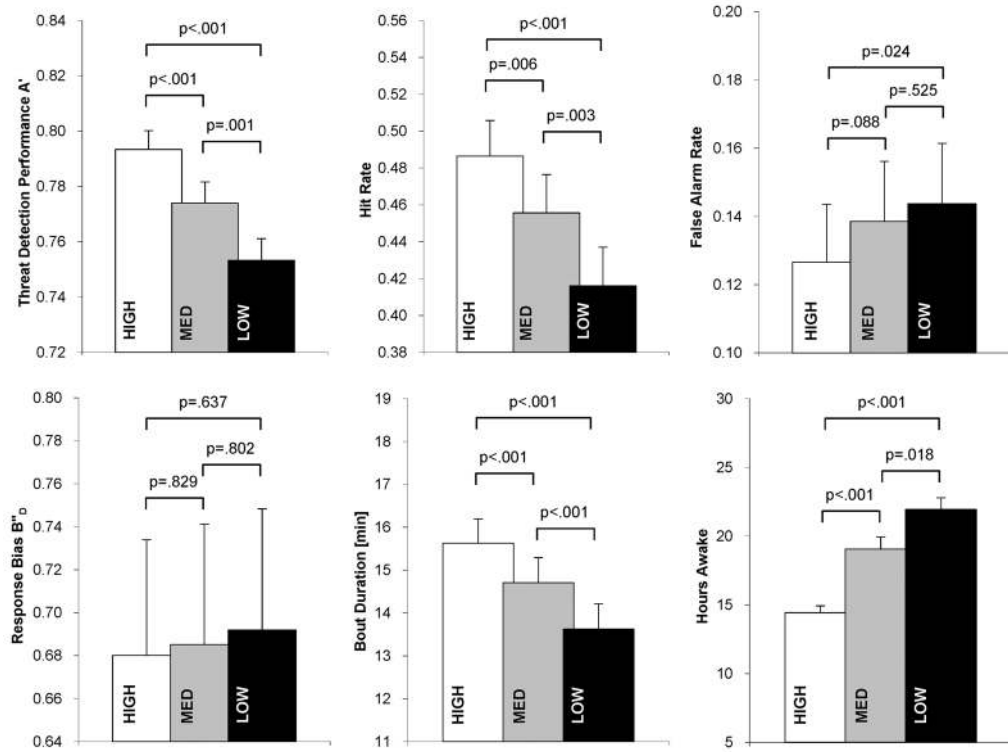 Threat Detection Performance A'
0.84
0.82
0.80
0.78
0.76
0.74
0.72
p<.001
p<.001
p=.001
HIGH
MED
LOW
Hit Rate
0.56
0.54
0.52
0.50
0.48
0.46
0.44
0.42
0.40
0.38
p<.001
p=.006
p=.003
HIGH
MED
LOW
False Alarm Rate
0.20
0.18
0.16
0.14
0.12
0.10
p=.024
p=.525
p=.088
HIGH
MED
LOW
Response Bias B"D
0.80
0.78
0.76
0.74
0.72
0.70
0.68
0.66
0.64
p=.637
p=.802
p=.829
HIGH
MED
LOW
Bout Duration [min]
19
18
17
16
15
14
13
12
11
p<.001
p<.001
p<.001
HIGH
MED
LOW
Hours Awake
30
25
20
15
10
5
p<.001
p=.018
p<.001
HIGH
MED
LOW